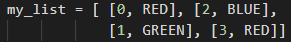 my_list = [ [0, RED], [2, BLUE],
[1, GREEN], [3, RED]]